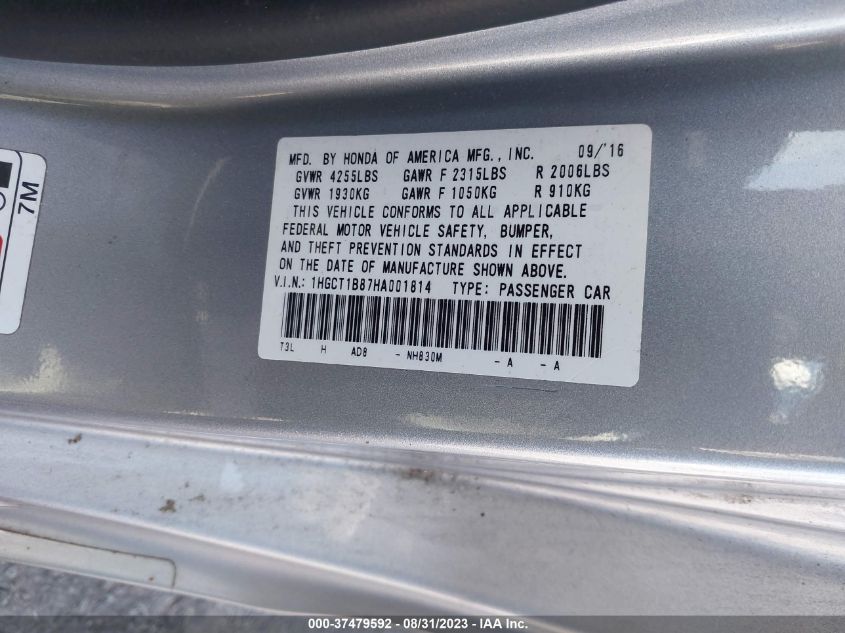 MFD. BY HONDA OF AMERICA MFG., INC. 09/'16
GVWR 4255LBS GAWR F 2315LBS R 2006LBS
GVWR 1930KG GAWR F 1050KG R 910KG
THIS VEHICLE CONFORMS TO ALL APPLICABLE
FEDERAL MOTOR VEHICLE SAFETY, BUMPER,
AND THEFT PREVENTION STANDARDS IN EFFECT
ON THE DATE OF MANUFACTURE SHOWN ABOVE.
V.I.N.: 1HGCT1B87HA001814 TYPE: PASSENGER CAR
T3L H AD8 - NH830M - A - A
7M
000-37479592 - 08/31/2023 - IAA Inc.